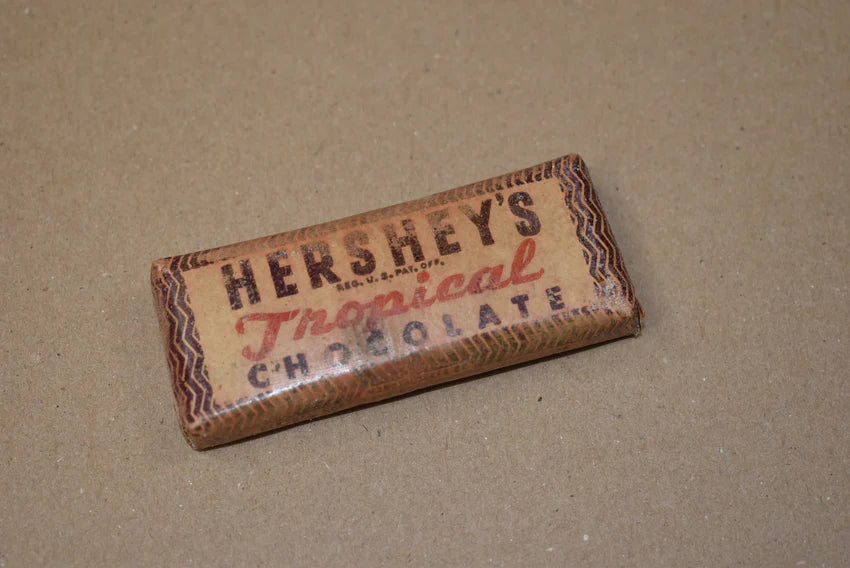 HERSHEY'S
REG. U. S. PAT. OFF.
Tropical
CHOCOLATE